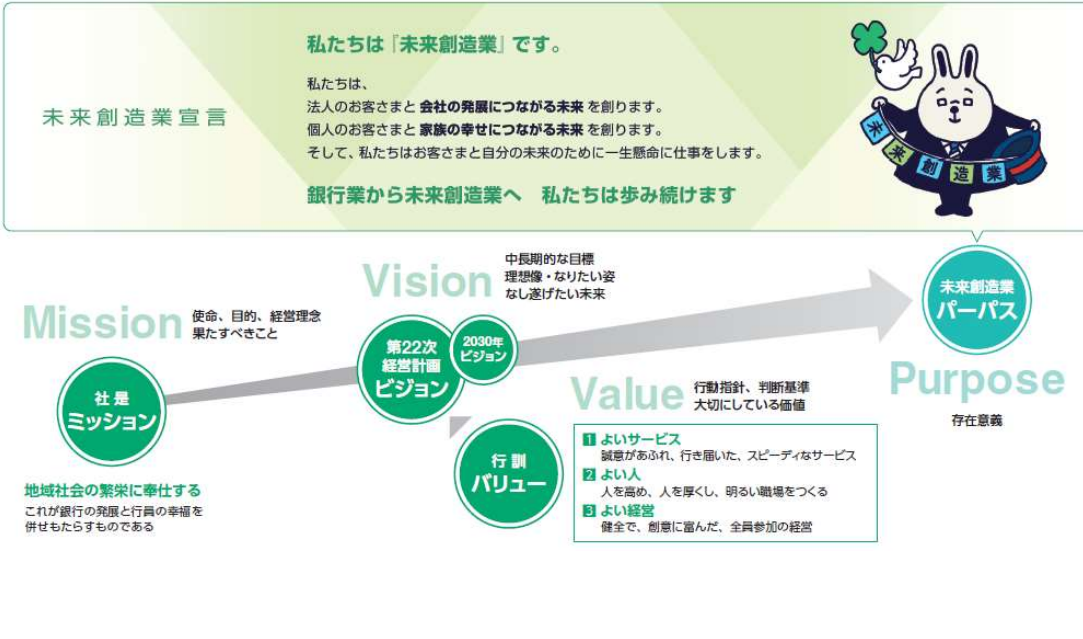 未来創造業宣言
私たちは『未来創造業』です。
私たちは、
法人のお客さまと 会社の発展につながる未来 を創ります。
個人のお客さまと 家族の幸せにつながる未来 を創ります。
そして、私たちはお客さまと自分の未来のために一生懸命に仕事をします。
銀行業から未来創造業へ 私たちは歩み続けます
未来創造業
Mission
使命、目的、経営理念
果たすべきこと
社是
ミッション
地域社会の繁栄に奉仕する
これが銀行の発展と行員の幸福を
併せもたらすものである
Vision
中長期的な目標
理想像・なりたい姿
なし遂げたい未来
第22次
経営計画
ビジョン
2030年
ビジョン
Value
行動指針、判断基準
大切にしている価値
行訓
バリュー
1 よいサービス
誠意があふれ、行き届いた、スピーディなサービス
2 よい人
人を高め、人を厚くし、明るい職場をつくる
3 よい経営
健全で、創意に富んだ、全員参加の経営
未来創造業
パーパス
Purpose
存在意義